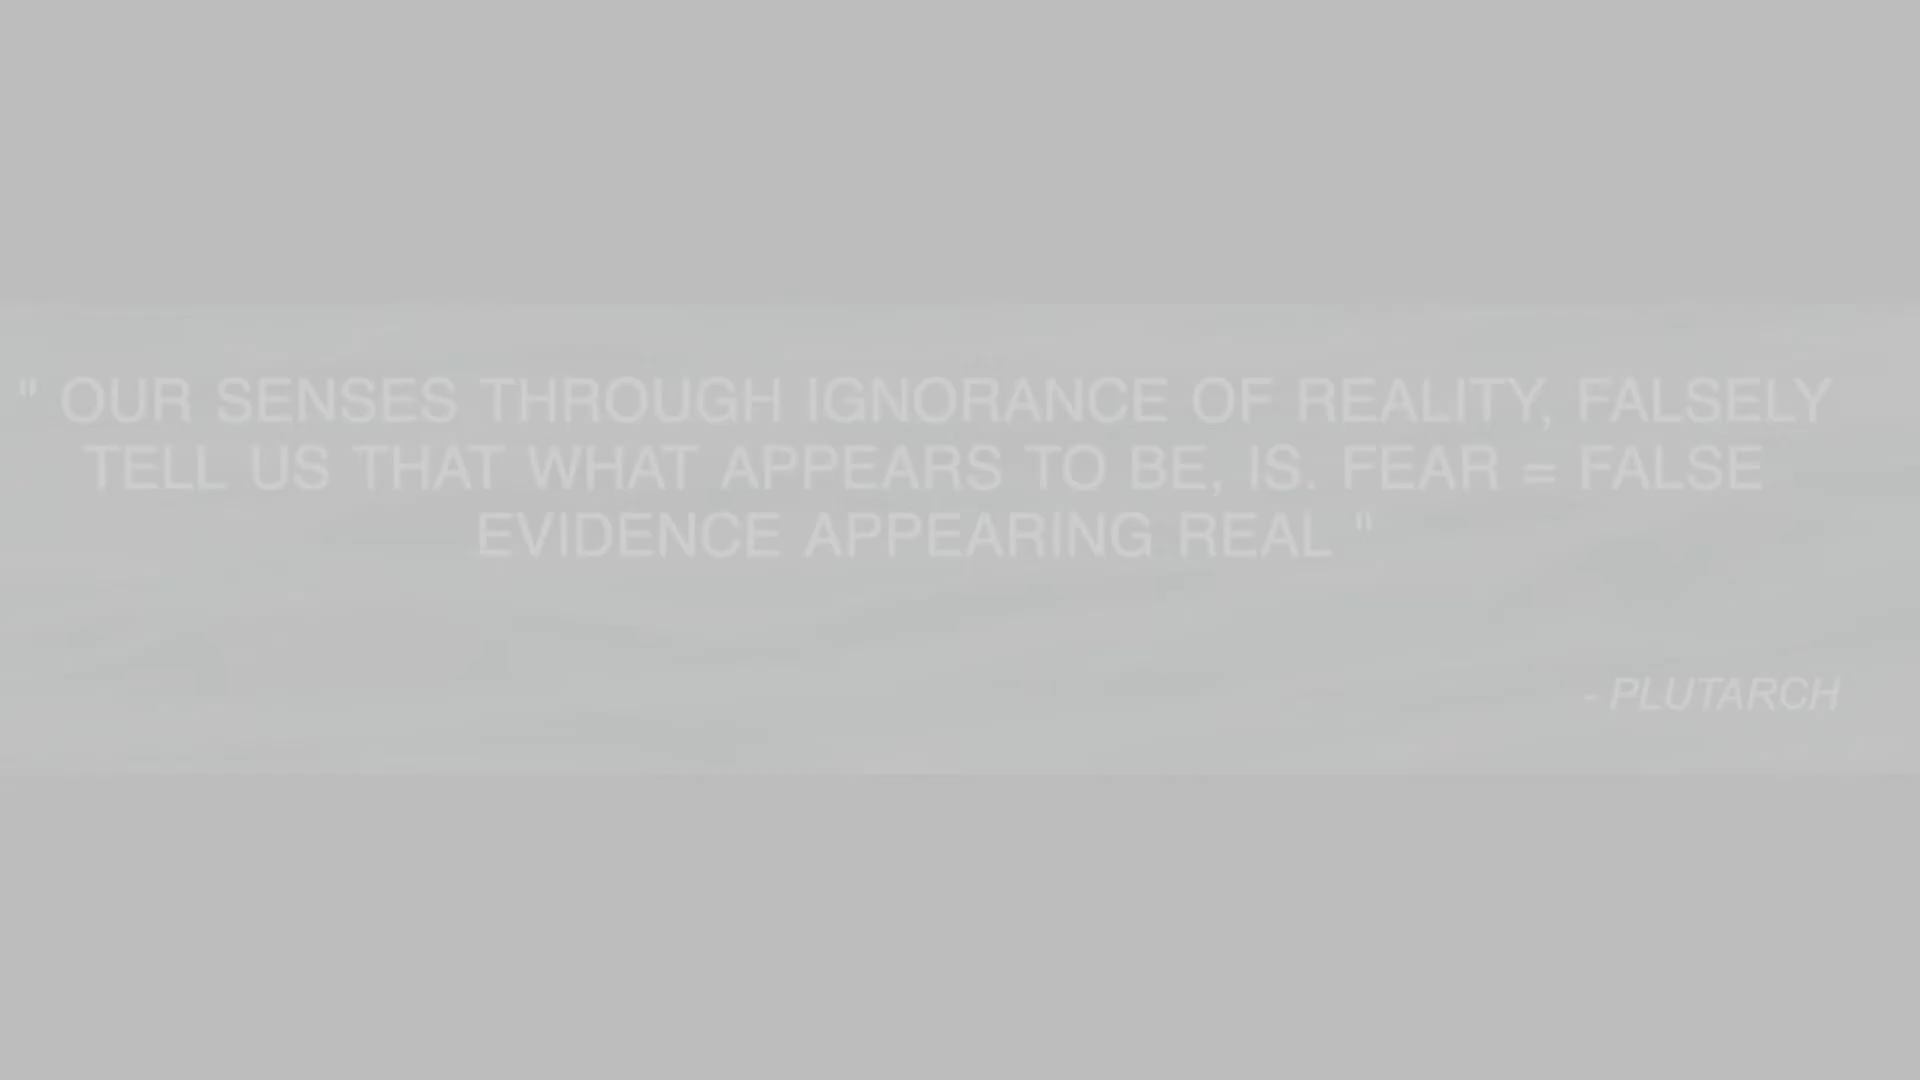 " OUR SENSES THROUGH IGNORANCE OF REALITY, FALSELY
TELL US THAT WHAT APPEARS TO BE, IS. FEAR = FALSE
EVIDENCE APPEARING REAL "
- PLUTARCH